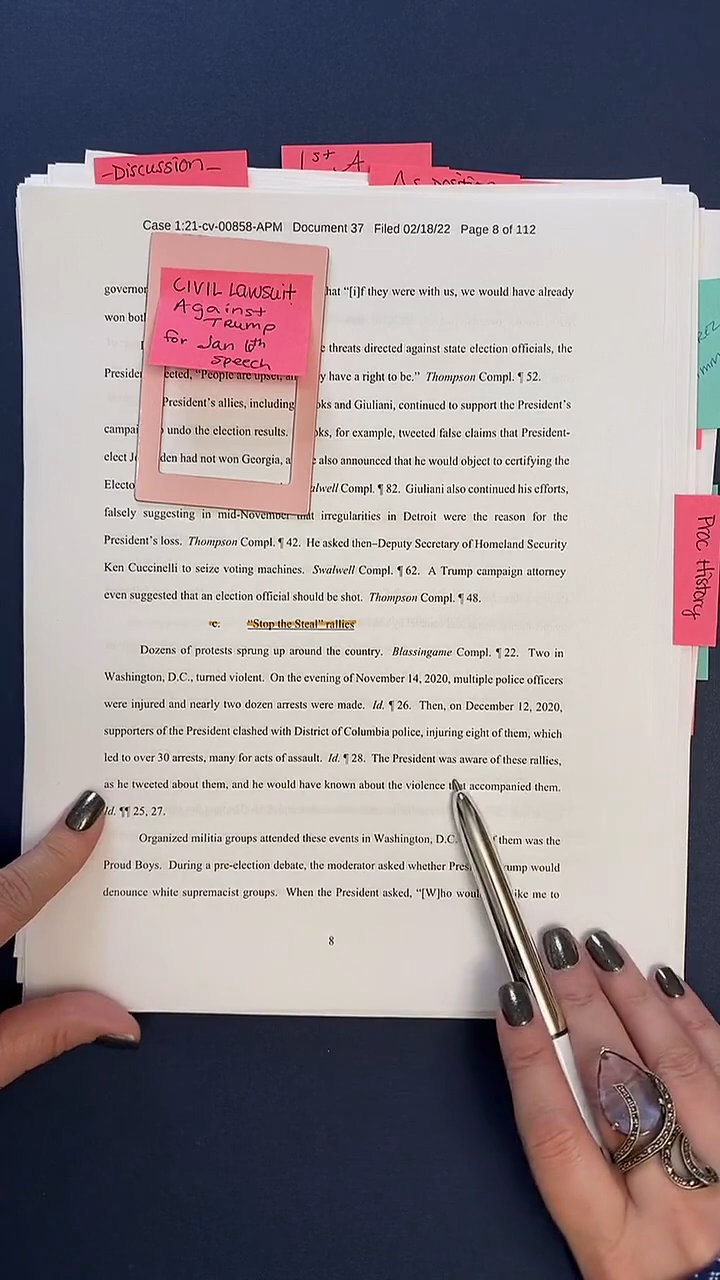 -Discussion-
1st A
Case 1:21-cv-00858-APM Document 37 Filed 02/18/22 Page 8 of 112
CIVIL Lawsuit
Against
Trump
for Jan 6th
Speech
governor hat “[i]f they were with us, we would have already
won bot
e threats directed against state election officials, the
Presiden eeted, “People are upset, an y have a right to be.” Thompson Compl. ¶ 52.
President’s allies, including oks and Giuliani, continued to support the President’s
campai undo the election results. oks, for example, tweeted false claims that President-
elect J den had not won Georgia, a e also announced that he would object to certifying the
Electo alwell Compl. ¶ 82. Giuliani also continued his efforts,
falsely suggesting in mid-November that irregularities in Detroit were the reason for the
President’s loss. Thompson Compl. ¶ 42. He asked then–Deputy Secretary of Homeland Security
Ken Cuccinelli to seize voting machines. Swalwell Compl. ¶ 62. A Trump campaign attorney
even suggested that an election official should be shot. Thompson Compl. ¶ 48.
c. “Stop the Steal” rallies
Dozens of protests sprung up around the country. Blassingame Compl. ¶ 22. Two in
Washington, D.C., turned violent. On the evening of November 14, 2020, multiple police officers
were injured and nearly two dozen arrests were made. Id. ¶ 26. Then, on December 12, 2020,
supporters of the President clashed with District of Columbia police, injuring eight of them, which
led to over 30 arrests, many for acts of assault. Id. ¶ 28. The President was aware of these rallies,
as he tweeted about them, and he would have known about the violence that accompanied them.
Id. ¶¶ 25, 27.
Organized militia groups attended these events in Washington, D.C. of them was the
Proud Boys. During a pre-election debate, the moderator asked whether Pres rump would
denounce white supremacist groups. When the President asked, “[W]ho woul ike me to
8
Proc History